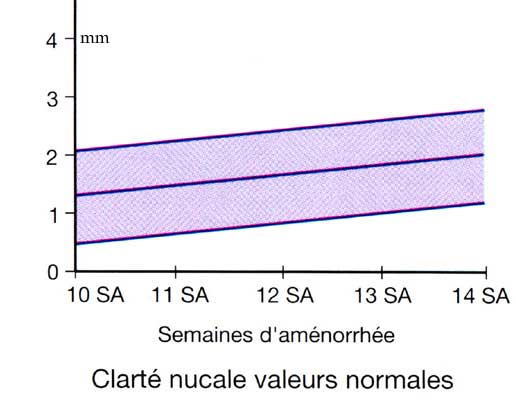 4 mm
3
2
1
0
10 SA 11 SA 12 SA 13 SA 14 SA
Semaines d'aménorrhée
Clarté nucale valeurs normales